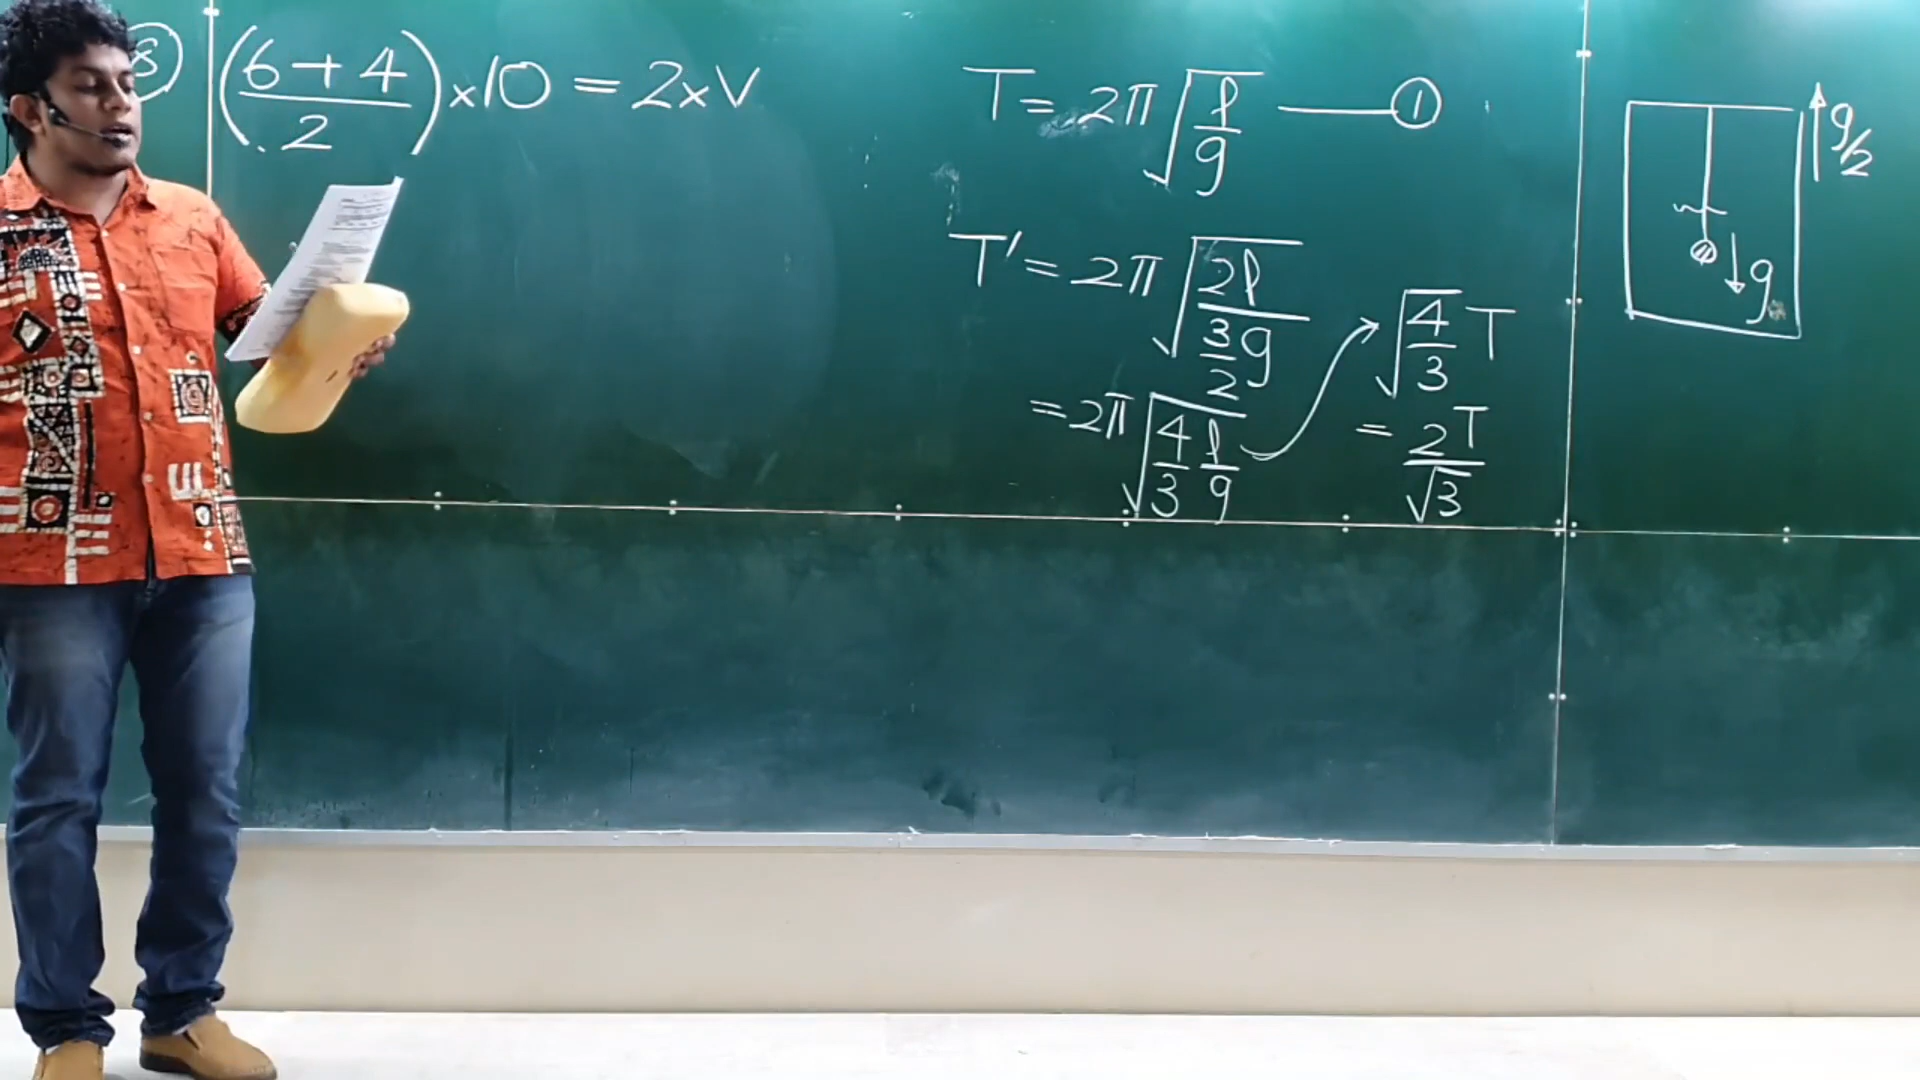 ⑧ (6+4/2)×10 = 2×V
T = 2π√(l/g) —— ①
T' = 2π√(2l/(3/2 g))
= 2π√(4/3 l/g) → √(4/3) T
= 2T/√3
g/2
g